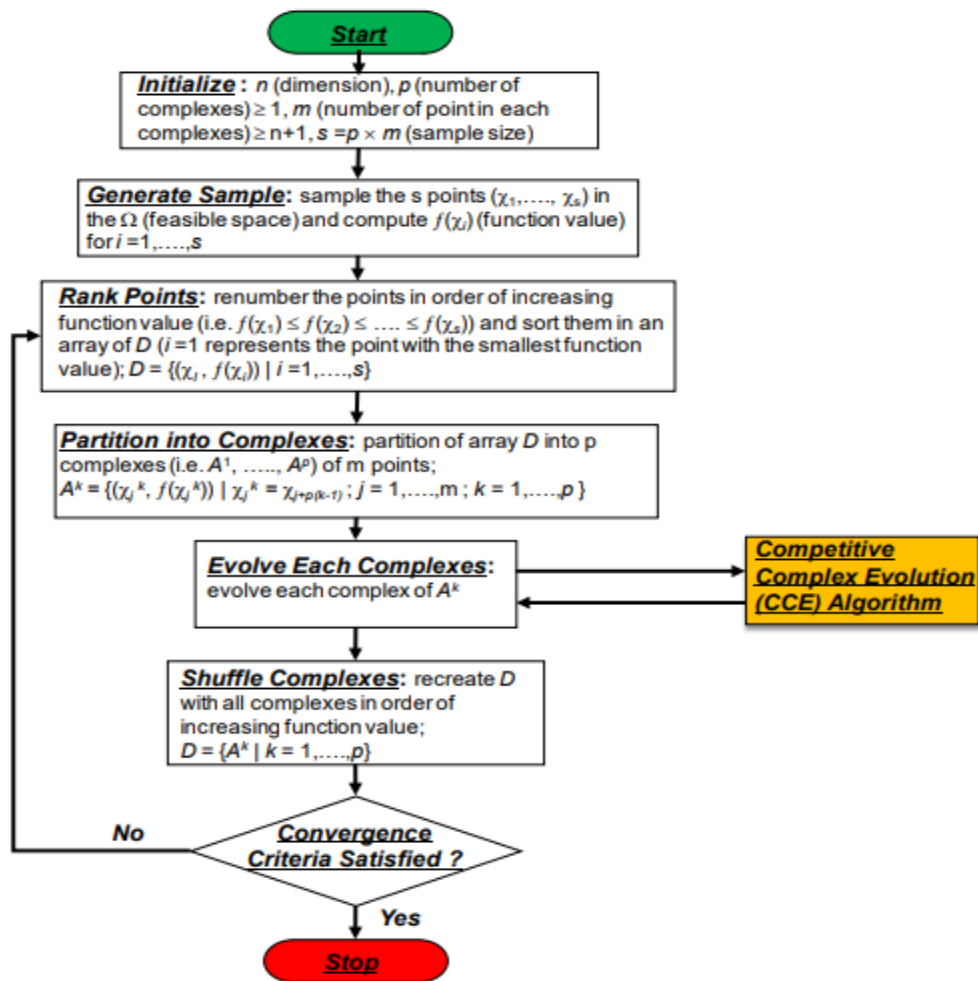 Start
Initialize : n (dimension), p (number of
complexes) ≥ 1, m (number of point in each
complexes) ≥ n+1, s =p × m (sample size)
Generate Sample: sample the s points (χ₁,...., χₛ) in
the Ω (feasible space) and compute f(χᵢ) (function value)
for i =1,....,s
Rank Points: renumber the points in order of increasing
function value (i.e. f(χ₁) ≤ f(χ₂) ≤ .... ≤ f(χₛ)) and sort them in an
array of D (i =1 represents the point with the smallest function
value); D = {(χᵢ , f(χᵢ)) | i =1,....,s}
Partition into Complexes: partition of array D into p
complexes (i.e. A¹, ....., Aᵖ) of m points;
Aᵏ = {(χⱼᵏ, f(χⱼᵏ)) | χⱼᵏ = χⱼ₊ₚ₍ₖ₋₁₎ ; j = 1,....,m ; k = 1,....,p }
Evolve Each Complexes:
evolve each complex of Aᵏ
Competitive
Complex Evolution
(CCE) Algorithm
Shuffle Complexes: recreate D
with all complexes in order of
increasing function value;
D = {Aᵏ | k = 1,....,p}
No
Convergence
Criteria Satisfied ?
Yes
Stop